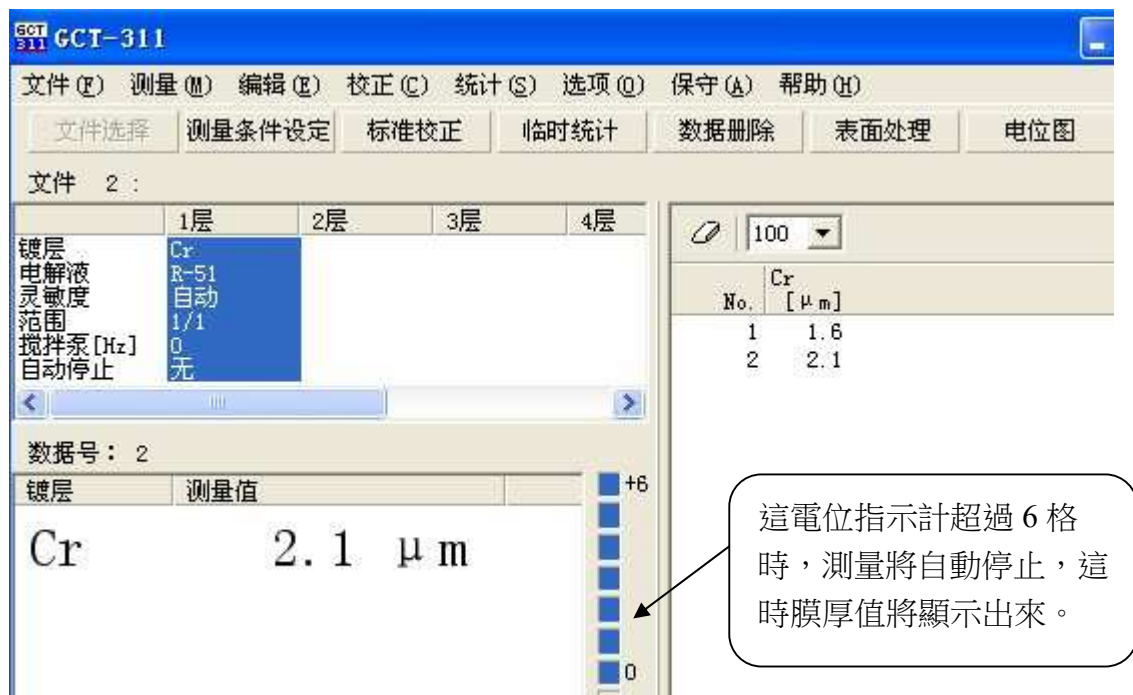 GCT 311 GCT-311
文件(F) 测量(M) 编辑(E) 校正(C) 统计(S) 选项(O) 保守(A) 帮助(H)
文件选择 测量条件设定 标准校正 临时统计 数据册除 表面处理 电位图
文件 2 :
1层 2层 3层 4层
镀层 Cr
电解液 R-51
灵敏度 自动
范围 1/1
搅拌泵[Hz] 0
自动停止 无
100
Cr
No. [μm]
1 1.6
2 2.1
数据号: 2
镀层 测量值
Cr 2.1 μm
+6
0
這電位指示計超過 6 格
時,測量將自動停止,這
時膜厚值將顯示出來。